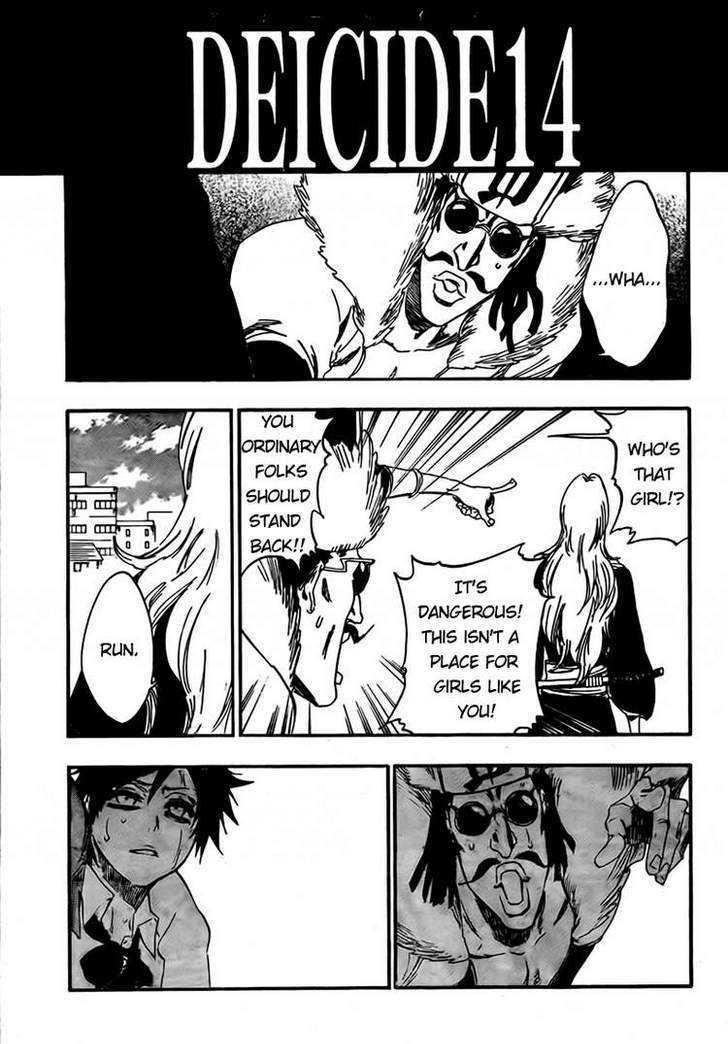 DEICIDE14
...WHA...
WHO'S
THAT
GIRL!?
IT'S
DANGEROUS!
THIS ISN'T A
PLACE FOR
GIRLS LIKE
YOU!
YOU
ORDINARY
FOLKS
SHOULD
STAND
BACK!!
RUN.